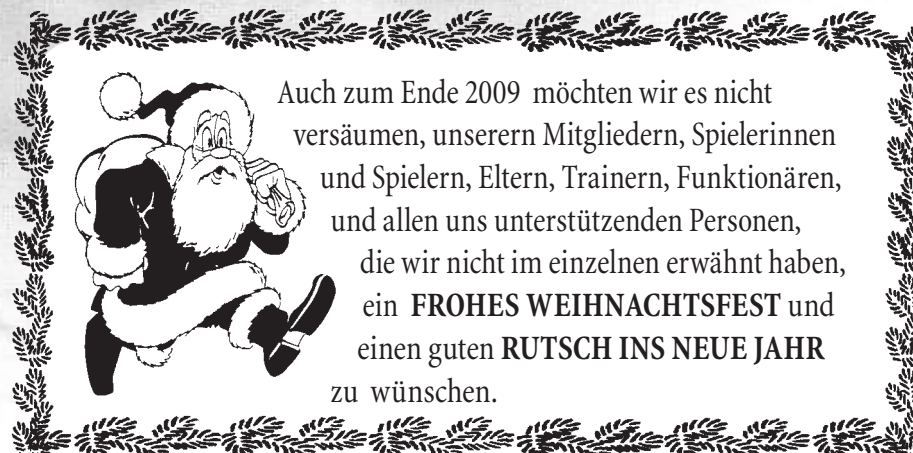 Auch zum Ende 2009 möchten wir es nicht
versäumen, unserern Mitgliedern, Spielerinnen
und Spielern, Eltern, Trainern, Funktionären,
und allen uns unterstützenden Personen,
die wir nicht im einzelnen erwähnt haben,
ein FROHES WEIHNACHTSFEST und
einen guten RUTSCH INS NEUE JAHR
zu wünschen.